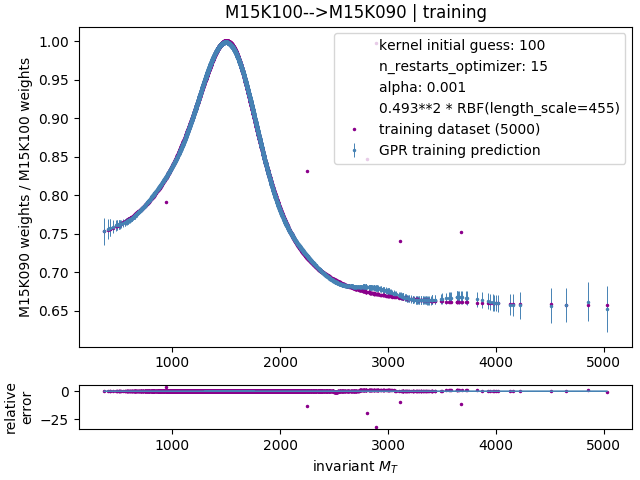 M15K100-->M15K090 | training
M15K090 weights / M15K100 weights
1.00
0.95
0.90
0.85
0.80
0.75
0.70
0.65
kernel initial guess: 100
n_restarts_optimizer: 15
alpha: 0.001
0.493**2 * RBF(length_scale=455)
training dataset (5000)
GPR training prediction
1000 2000 3000 4000 5000
relative
error
0
−25
1000 2000 3000 4000 5000
invariant M_T